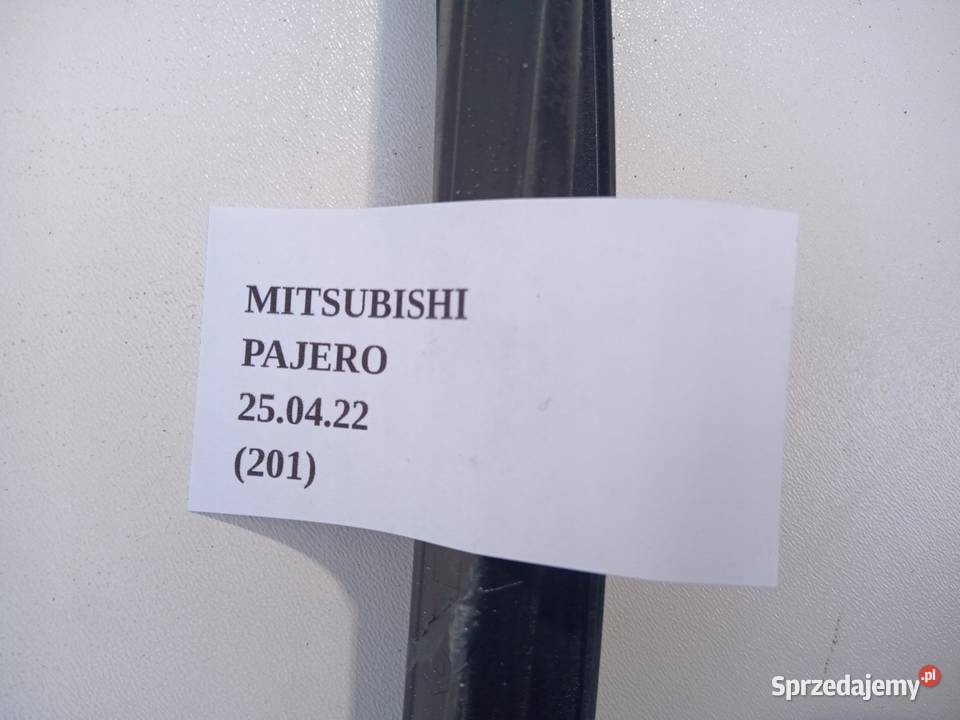 MITSUBISHI
PAJERO
25.04.22
(201)
Sprzedajemy.pl